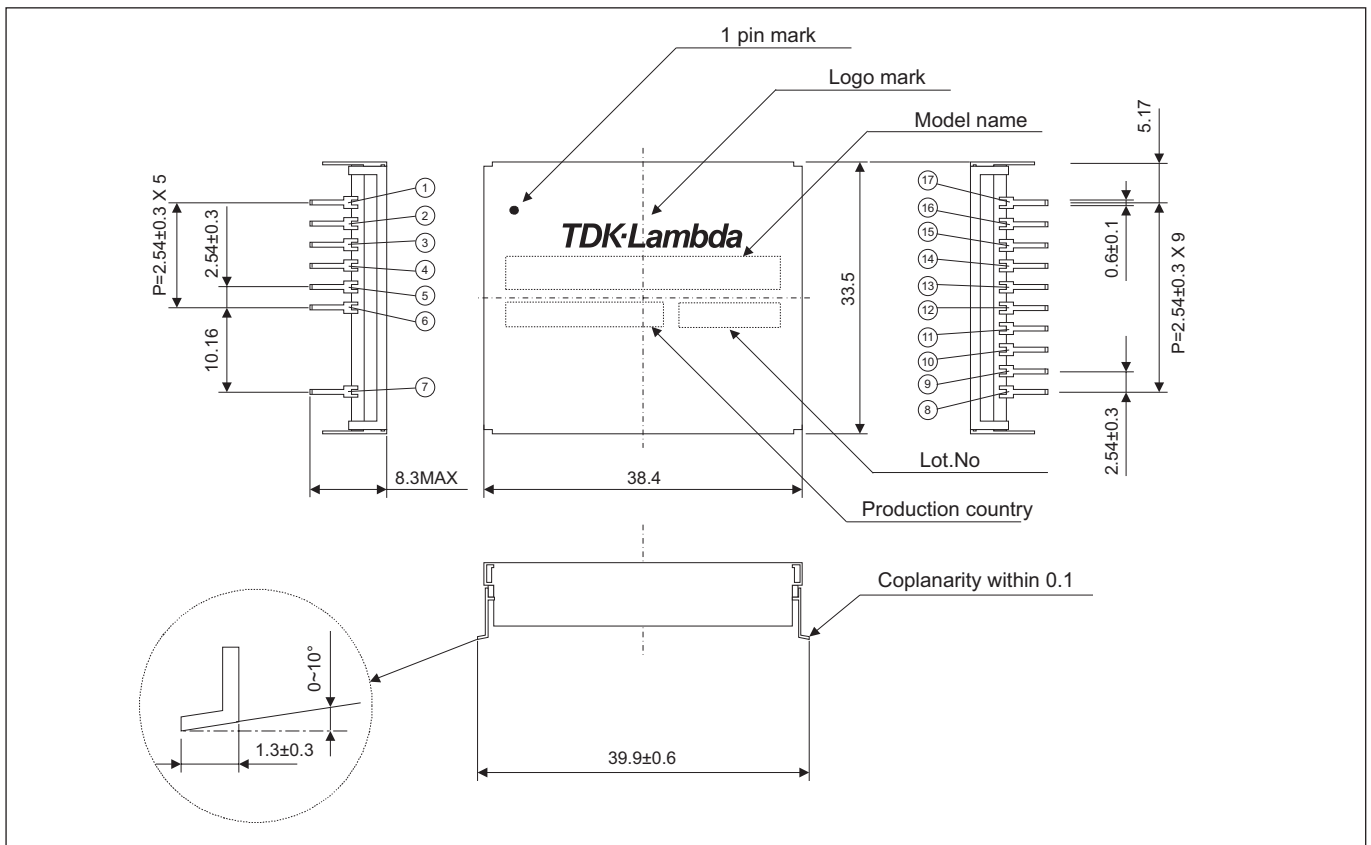 1 pin mark
Logo mark
Model name
P=2.54±0.3 X 5
2.54±0.3
10.16
8.3MAX
①
②
③
④
⑤
⑥
⑦
TDK·Lambda
33.5
38.4
Lot.No
Production country
⑰
⑯
⑮
⑭
⑬
⑫
⑪
⑩
⑨
⑧
5.17
0.6±0.1
P=2.54±0.3 X 9
2.54±0.3
Coplanarity within 0.1
39.9±0.6
0~10°
1.3±0.3